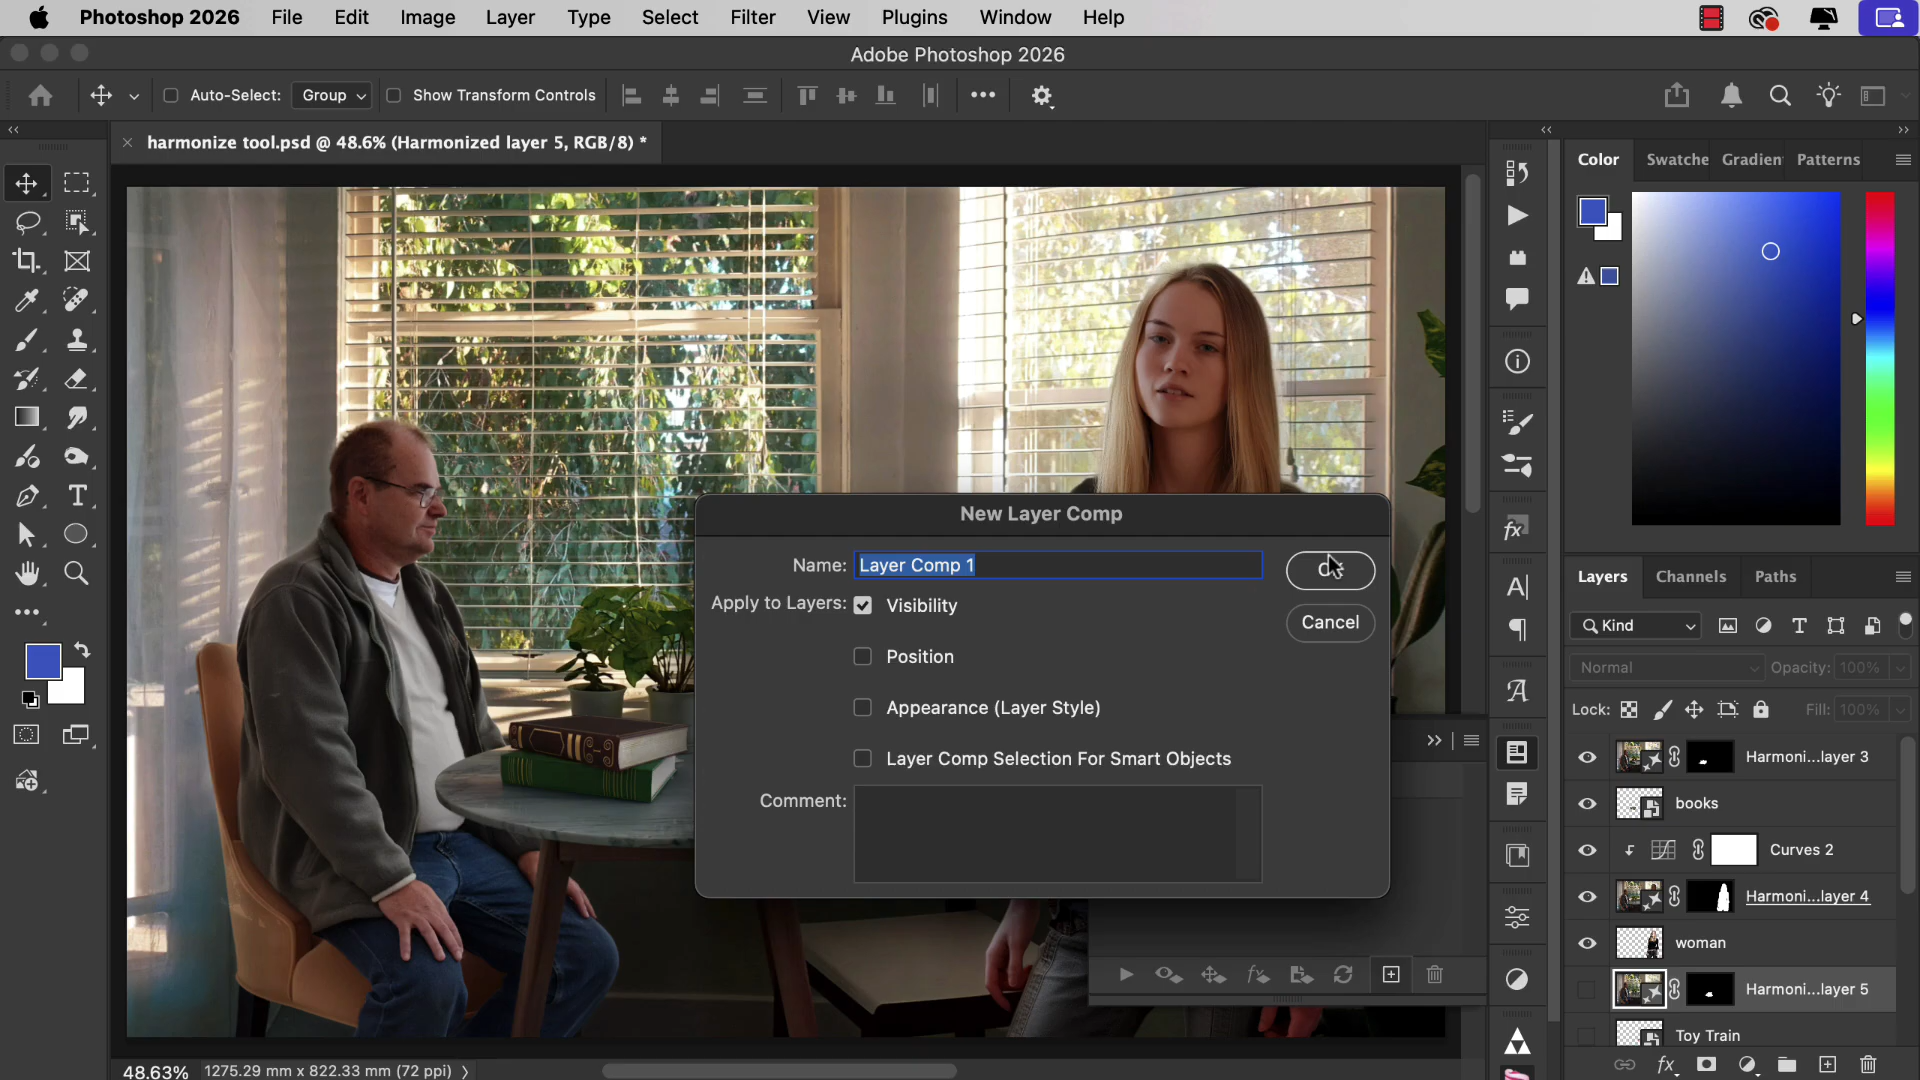 Photoshop 2026 File Edit Image Layer Type Select Filter View Plugins Window Help
Adobe Photoshop 2026
Auto-Select: Group Show Transform Controls
harmonize tool.psd @ 48.6% (Harmonized layer 5, RGB/8) *
Color Swatche Gradien Patterns
New Layer Comp
Name: Layer Comp 1
Apply to Layers: Visibility
Cancel
Position
Appearance (Layer Style)
Layer Comp Selection For Smart Objects
Comment:
Layers Channels Paths
Kind
Normal Opacity: 100%
Lock: Fill: 100%
Harmoni...layer 3
books
Curves 2
Harmoni...layer 4
woman
Harmoni...layer 5
Toy Train
48.63% 1275.29 mm x 822.33 mm (72 ppi)